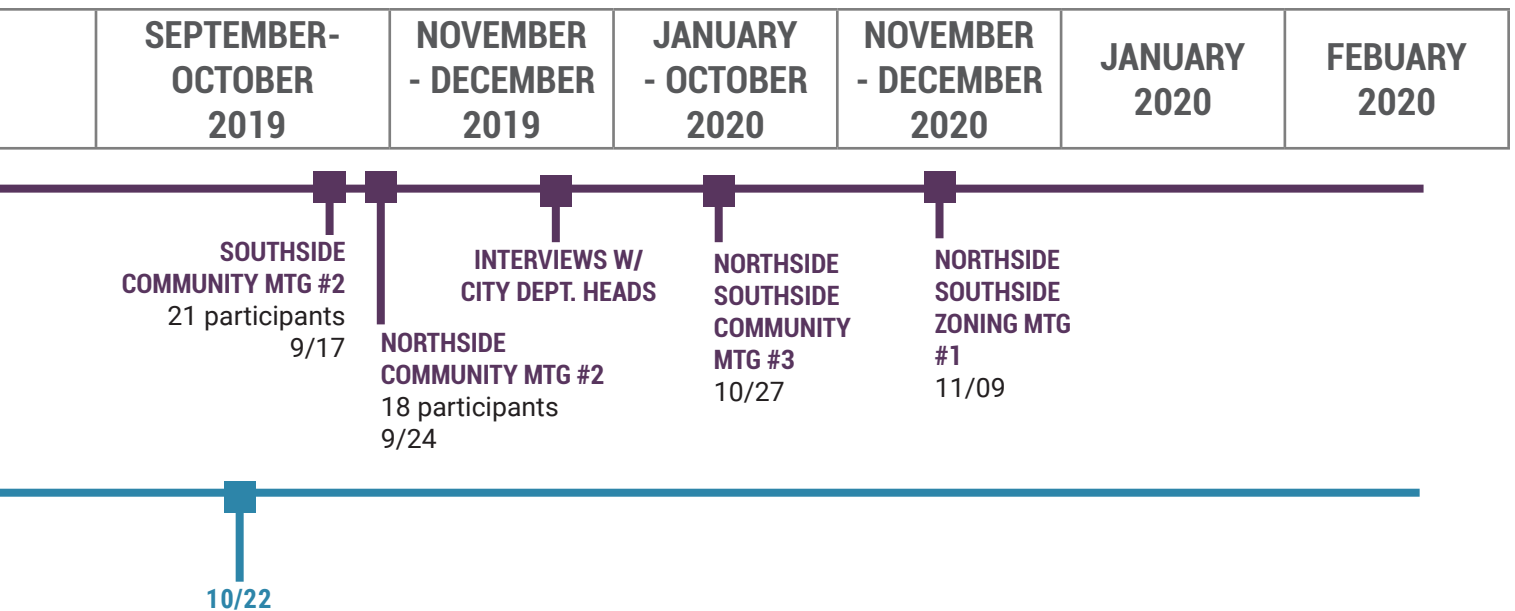 SEPTEMBER-
OCTOBER
2019
NOVEMBER
- DECEMBER
2019
JANUARY
- OCTOBER
2020
NOVEMBER
- DECEMBER
2020
JANUARY
2020
FEBUARY
2020
SOUTHSIDE
COMMUNITY MTG #2
21 participants
9/17
NORTHSIDE
COMMUNITY MTG #2
18 participants
9/24
INTERVIEWS W/
CITY DEPT. HEADS
NORTHSIDE
SOUTHSIDE
COMMUNITY
MTG #3
10/27
NORTHSIDE
SOUTHSIDE
ZONING MTG
#1
11/09
10/22